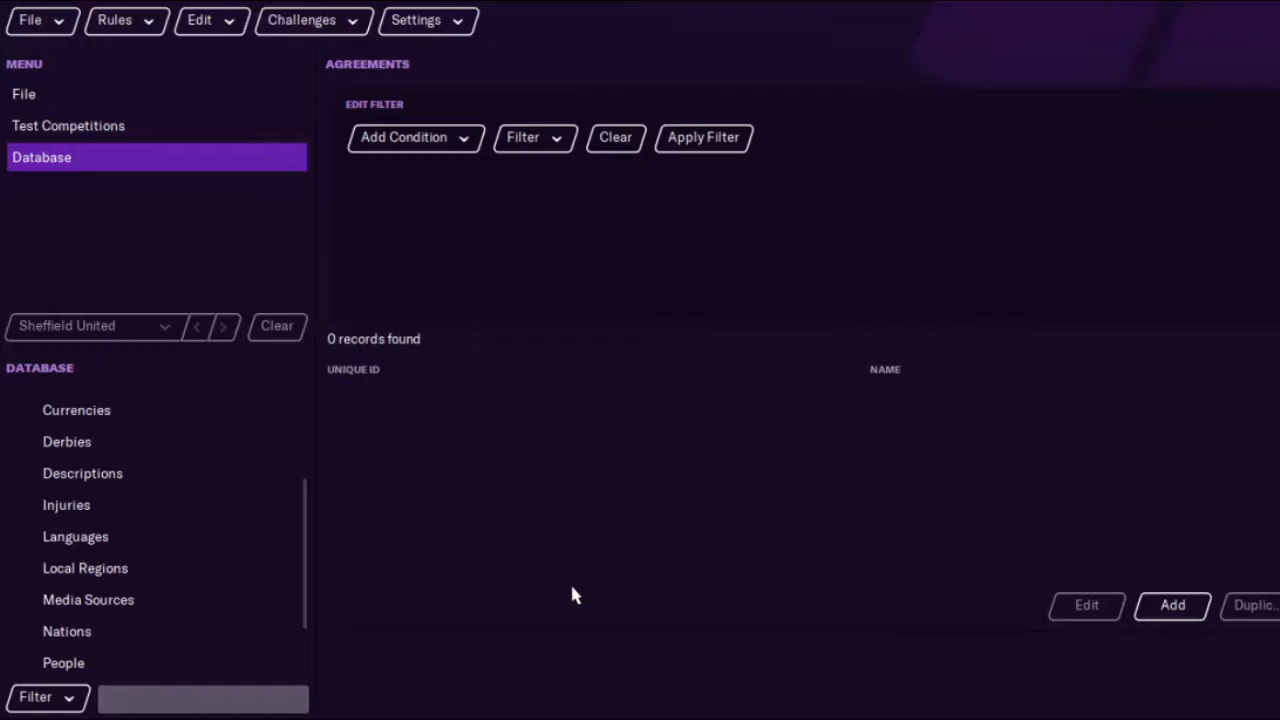 File
Rules
Edit
Challenges
Settings
MENU
File
Test Competitions
Database
Sheffield United
Clear
DATABASE
Currencies
Derbies
Descriptions
Injuries
Languages
Local Regions
Media Sources
Nations
People
Filter
AGREEMENTS
EDIT FILTER
Add Condition
Filter
Clear
Apply Filter
0 records found
UNIQUE ID
NAME
Edit
Add
Duplic...